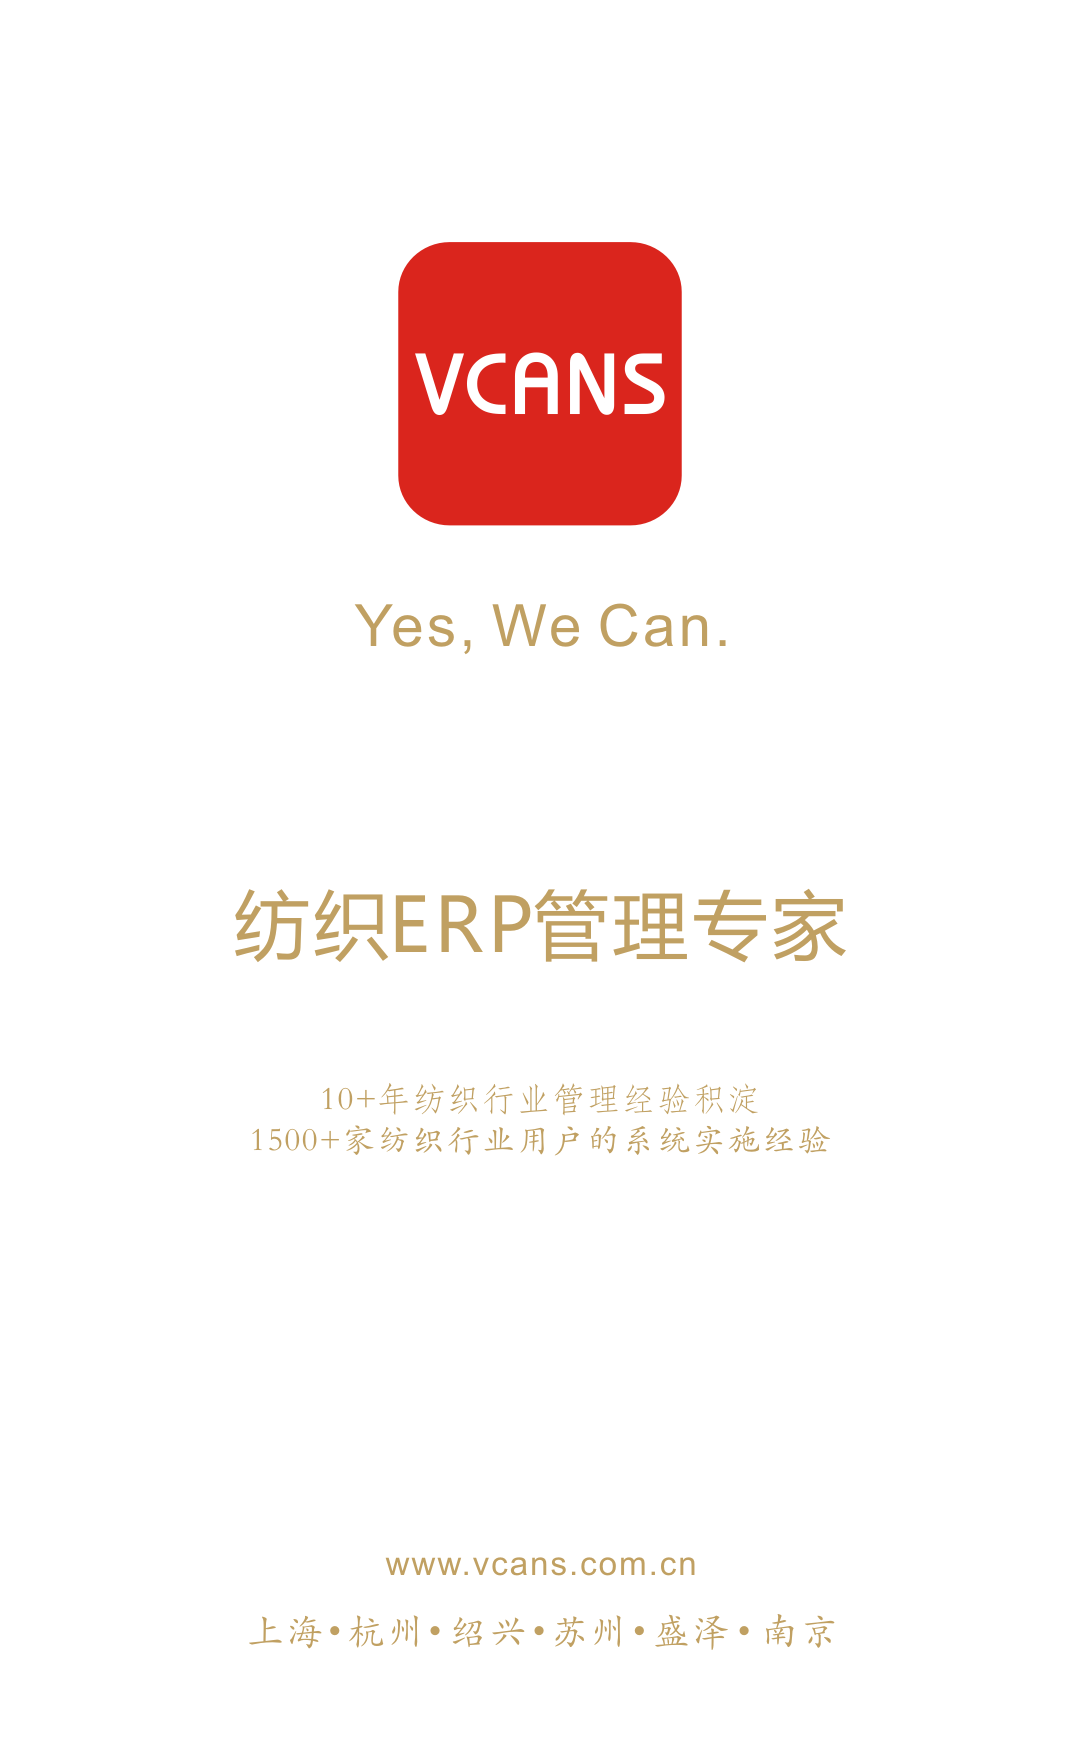 VCANS
Yes, We Can.
纺织ERP管理专家
10+年纺织行业管理经验积淀
1500+家纺织行业用户的系统实施经验
www.vcans.com.cn
上海•杭州•绍兴•苏州•盛泽•南京